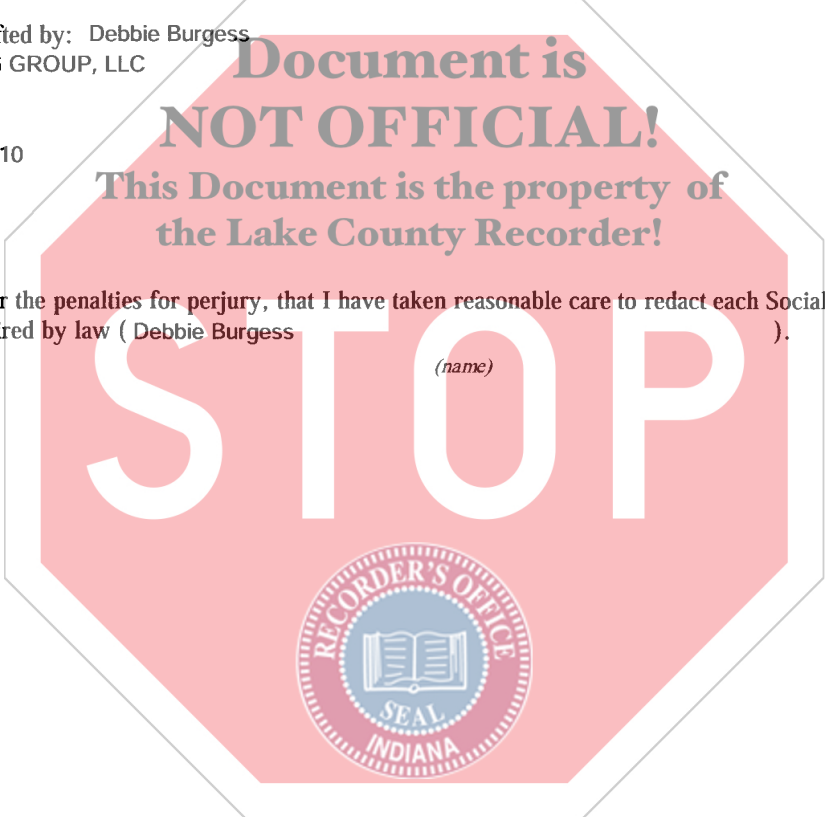 fted by: Debbie Burgess
GROUP, LLC
Document is
NOT OFFICIAL!
10
This Document is the property of
the Lake County Recorder!
r the penalties for perjury, that I have taken reasonable care to redact each Social
red by law ( Debbie Burgess ).
(name)
STOP
RECORDER'S OFFICE
SEAL
INDIANA